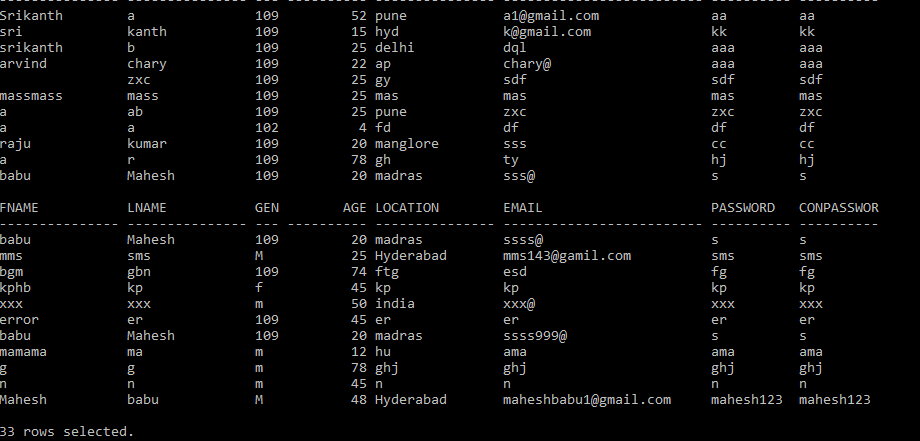 Srikanth a 109 52 pune a1@gmail.com aa aa
sri kanth 109 15 hyd k@gmail.com kk kk
srikanth b 109 25 delhi dql aaa aaa
arvind chary 109 22 ap chary@ aaa aaa
zxc 109 25 gy sdf sdf sdf
massmass mass 109 25 mas mas mas mas
a ab 109 25 pune zxc zxc zxc
a a 102 4 fd df df df
raju kumar 109 20 manglore sss cc cc
a r 109 78 gh ty hj hj
babu Mahesh 109 20 madras sss@ s s
FNAME LNAME GEN AGE LOCATION EMAIL PASSWORD CONPASSWOR
--------------- --------------- --- ---------- --------------- ------------------------- ---------- ----------
babu Mahesh 109 20 madras ssss@ s s
mms sms M 25 Hyderabad mms143@gamil.com sms sms
bgm gbn 109 74 ftg esd fg fg
kphb kp f 45 kp kp kp kp
xxx xxx m 50 india xxx@ xxx xxx
error er 109 45 er er er er
babu Mahesh 109 20 madras ssss999@ s s
mamama ma m 12 hu ama ama ama
g g m 78 ghj ghj ghj ghj
n n m 45 n n n n
Mahesh babu M 48 Hyderabad maheshbabu1@gmail.com mahesh123 mahesh123
33 rows selected.